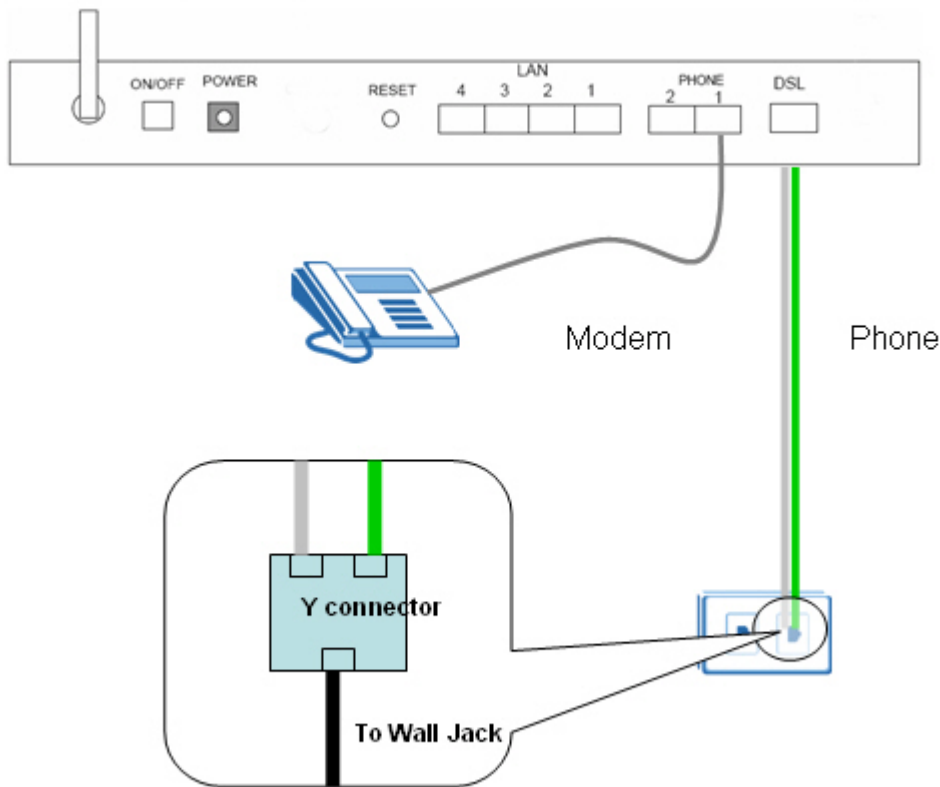 LAN
ON/OFF POWER RESET 4 3 2 1 PHONE 2 1 DSL
Modem Phone
Y connector
To Wall Jack